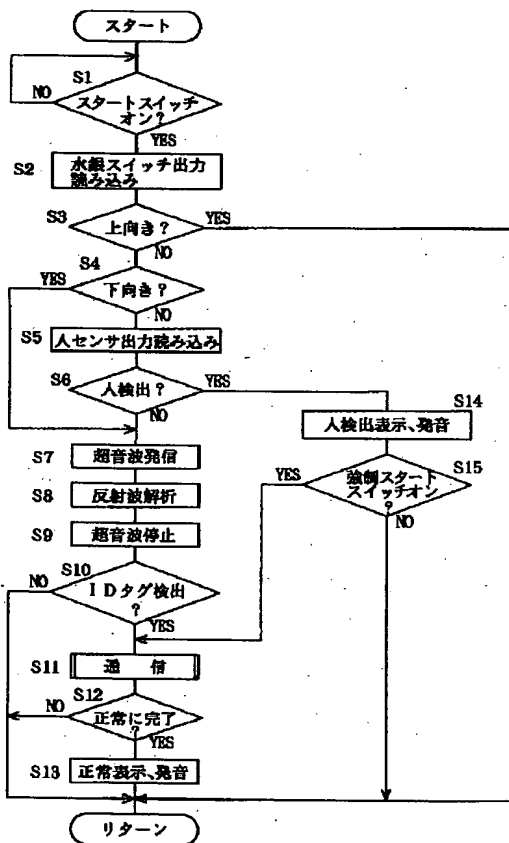 スタート
S1
NO
スタートスイッチ
オン?
YES
S2
水銀スイッチ出力
読み込み
S3
上向き?
YES
NO
S4
YES
下向き?
NO
S5
人センサ出力読み込み
S6
人検出?
YES
NO
S14
人検出表示、発音
S7
超音波発信
YES
S15
強制スタート
スイッチオン
?
NO
S8
反射波解析
S9
超音波停止
S10
NO
IDタグ検出
?
YES
S11
通 信
S12
NO
正常に完了
?
YES
S13
正常表示、発音
リターン